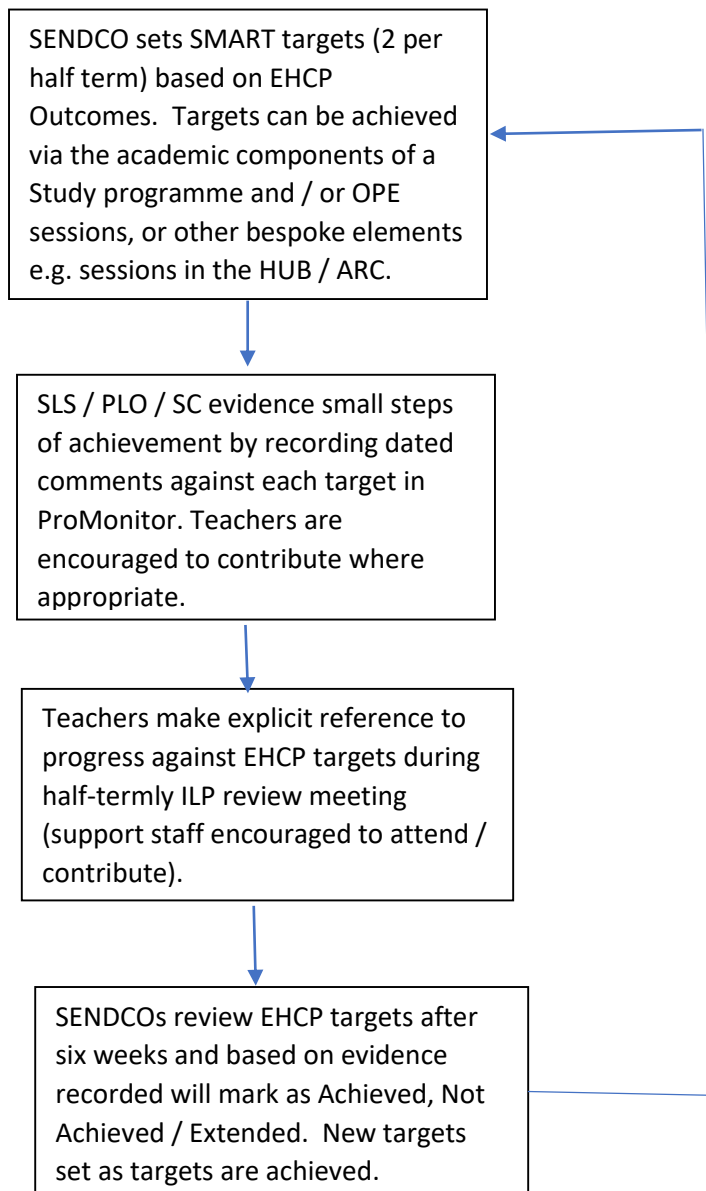 SENDCO sets SMART targets (2 per
half term) based on EHCP
Outcomes.  Targets can be achieved
via the academic components of a
Study programme and / or OPE
sessions, or other bespoke elements
e.g. sessions in the HUB / ARC.
SLS / PLO / SC evidence small steps
of achievement by recording dated
comments against each target in
ProMonitor. Teachers are
encouraged to contribute where
appropriate.
Teachers make explicit reference to
progress against EHCP targets during
half-termly ILP review meeting
(support staff encouraged to attend /
contribute).
SENDCOs review EHCP targets after
six weeks and based on evidence
recorded will mark as Achieved, Not
Achieved / Extended.  New targets
set as targets are achieved.